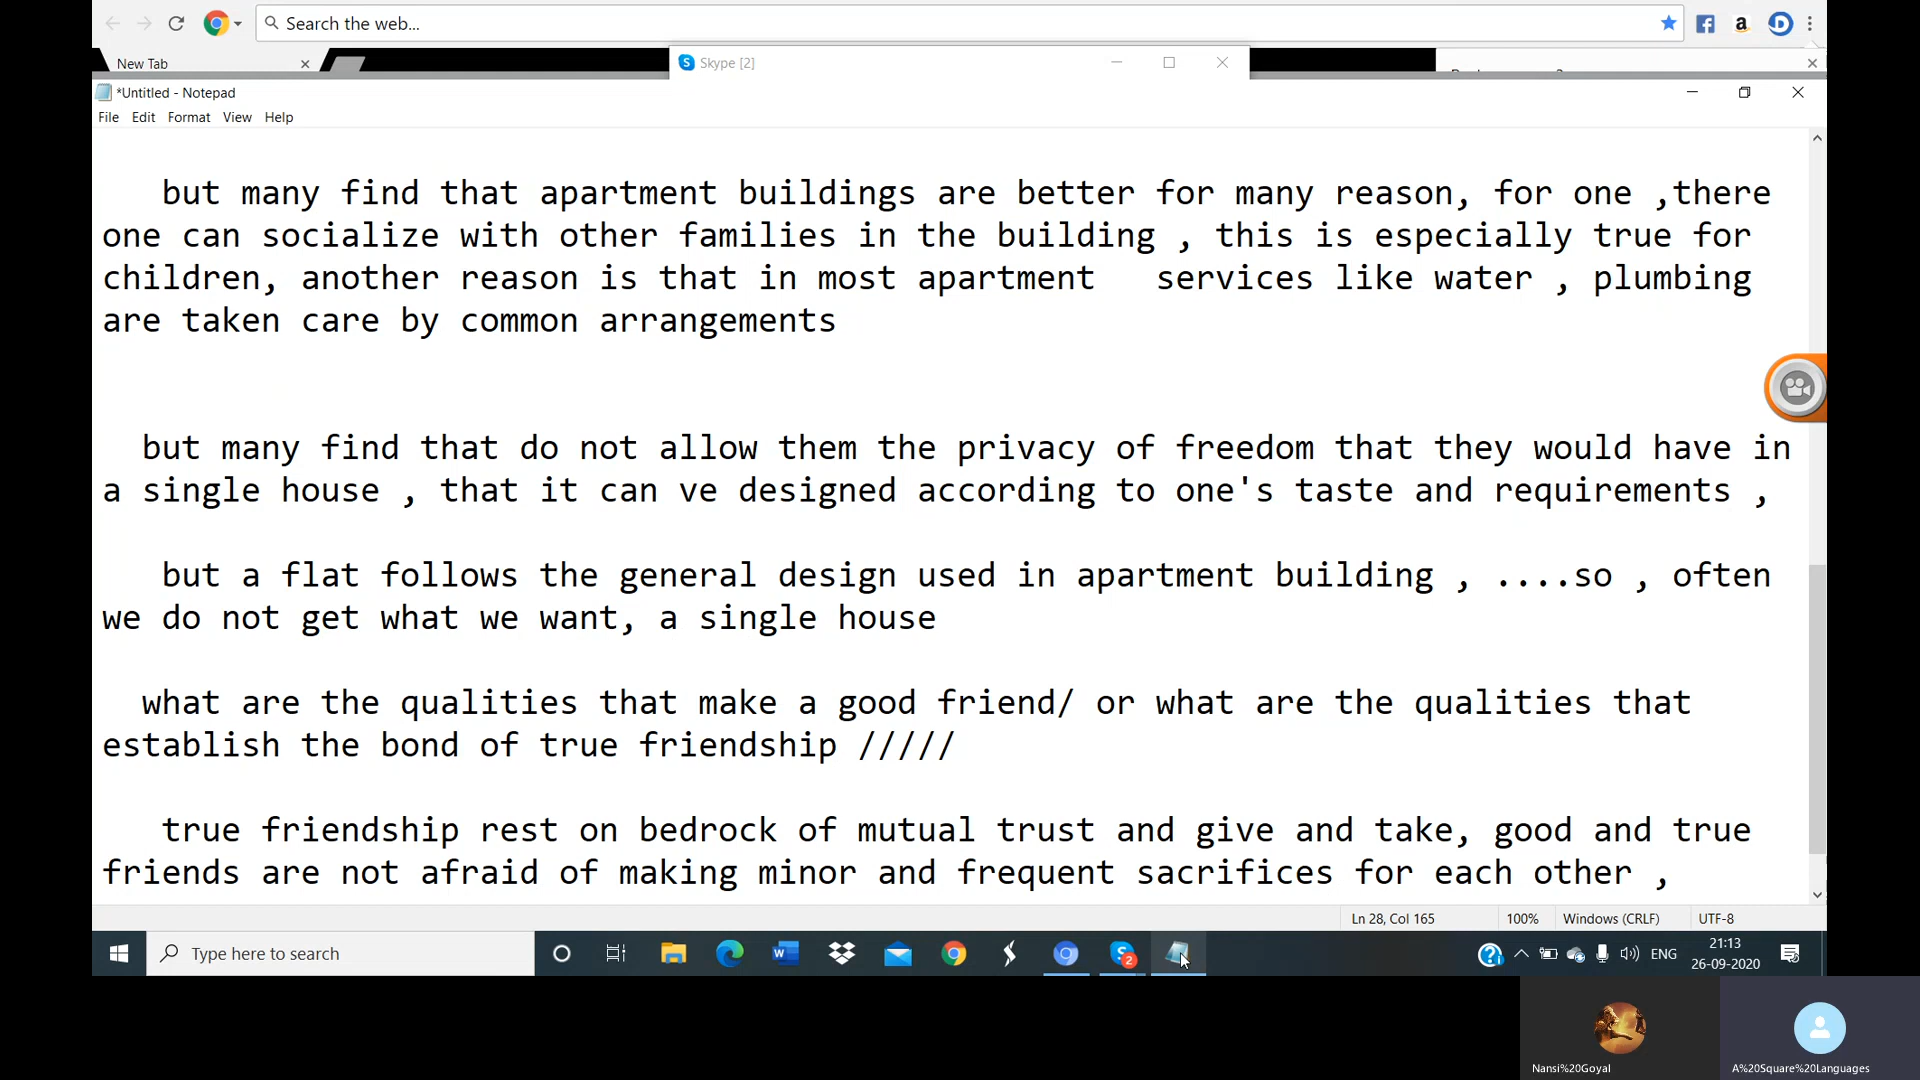 Search the web...
New Tab
Skype [2]
*Untitled - Notepad
File Edit Format View Help
but many find that apartment buildings are better for many reason, for one ,there
one can socialize with other families in the building , this is especially true for
children, another reason is that in most apartment   services like water , plumbing
are taken care by common arrangements
but many find that do not allow them the privacy of freedom that they would have in
a single house , that it can ve designed according to one's taste and requirements ,
but a flat follows the general design used in apartment building , ....so , often
we do not get what we want, a single house
what are the qualities that make a good friend/ or what are the qualities that
establish the bond of true friendship /////
true friendship rest on bedrock of mutual trust and give and take, good and true
friends are not afraid of making minor and frequent sacrifices for each other ,
Ln 28, Col 165 100% Windows (CRLF) UTF-8
Type here to search
2
ENG
21:13
26-09-2020
Nansi%20Goyal
A%20Square%20Languages